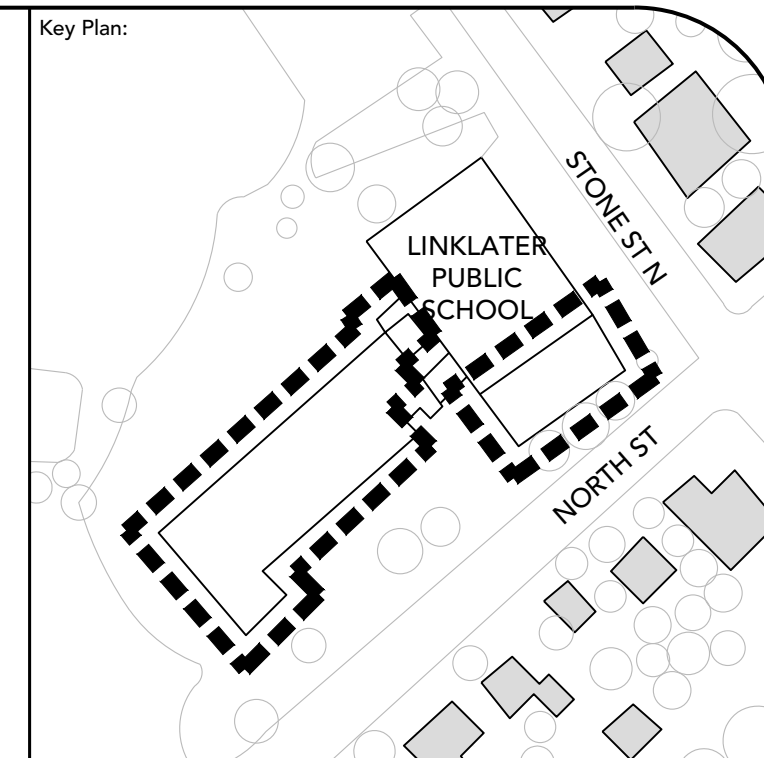 Key Plan:
STONE ST N
LINKLATER
PUBLIC
SCHOOL
NORTH ST